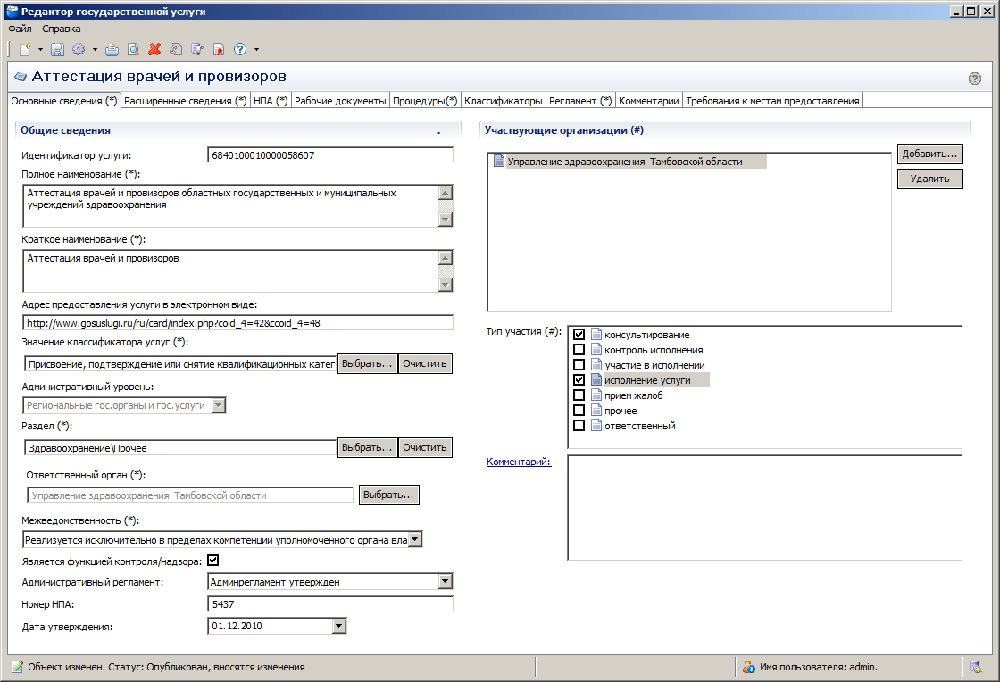 Редактор государственной услуги
Файл Справка
Аттестация врачей и провизоров
Основные сведения (*) Расширенные сведения (*) НПА (*) Рабочие документы Процедуры(*) Классификаторы Регламент (*) Комментарии Требования к местам предоставления
Общие сведения .
Идентификатор услуги: 6840100010000058607
Полное наименование (*):
Аттестация врачей и провизоров областных государственных и муниципальных
учреждений здравоохранения
Краткое наименование (*):
Аттестация врачей и провизоров
Адрес предоставления услуги в электронном виде:
http://www.gosuslugi.ru/ru/card/index.php?coid_4=42&ccoid_4=48
Значение классификатора услуг (*):
Присвоение, подтверждение или снятие квалификационных катег Выбрать... Очистить
Административный уровень:
Региональные гос.органы и гос.услуги
Раздел (*):
Здравоохранение\Прочее Выбрать... Очистить
Ответственный орган (*):
Управление здравоохранения Тамбовской области Выбрать...
Межведомственность (*):
Реализуется исключительно в пределах компетенции уполномоченного органа вла
Является функцией контроля/надзора:
Административный регламент: Админрегламент утвержден
Номер НПА: 5437
Дата утверждения: 01.12.2010
Участвующие организации (#)
Управление здравоохранения Тамбовской области
Добавить...
Удалить
Тип участия (#):
консультирование
контроль исполнения
участие в исполнении
исполнение услуги
прием жалоб
прочее
ответственный
Комментарий:
Объект изменен. Статус: Опубликован, вносятся изменения
Имя пользователя: admin.